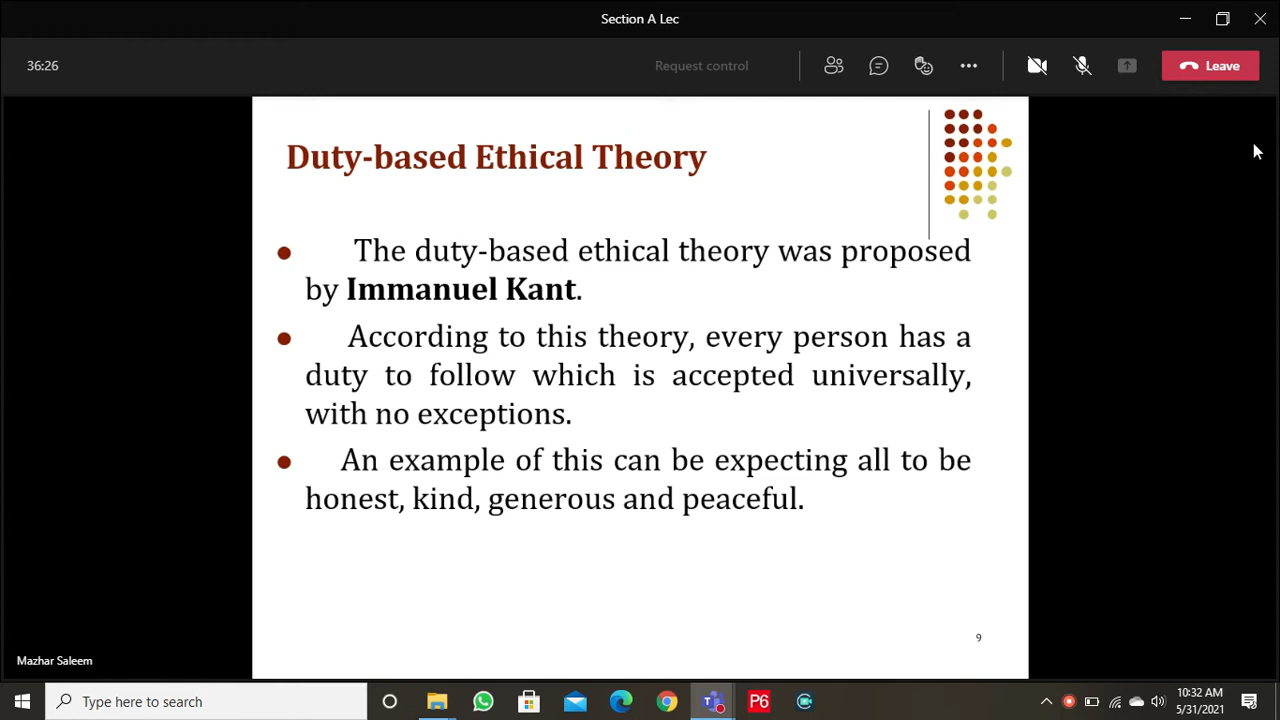 Section A Lec
36:26
Request control
Leave
Duty-based Ethical Theory
The duty-based ethical theory was proposed
by Immanuel Kant.
According to this theory, every person has a
duty to follow which is accepted universally,
with no exceptions.
An example of this can be expecting all to be
honest, kind, generous and peaceful.
9
Mazhar Saleem
Type here to search
P6
10:32 AM
5/31/2021